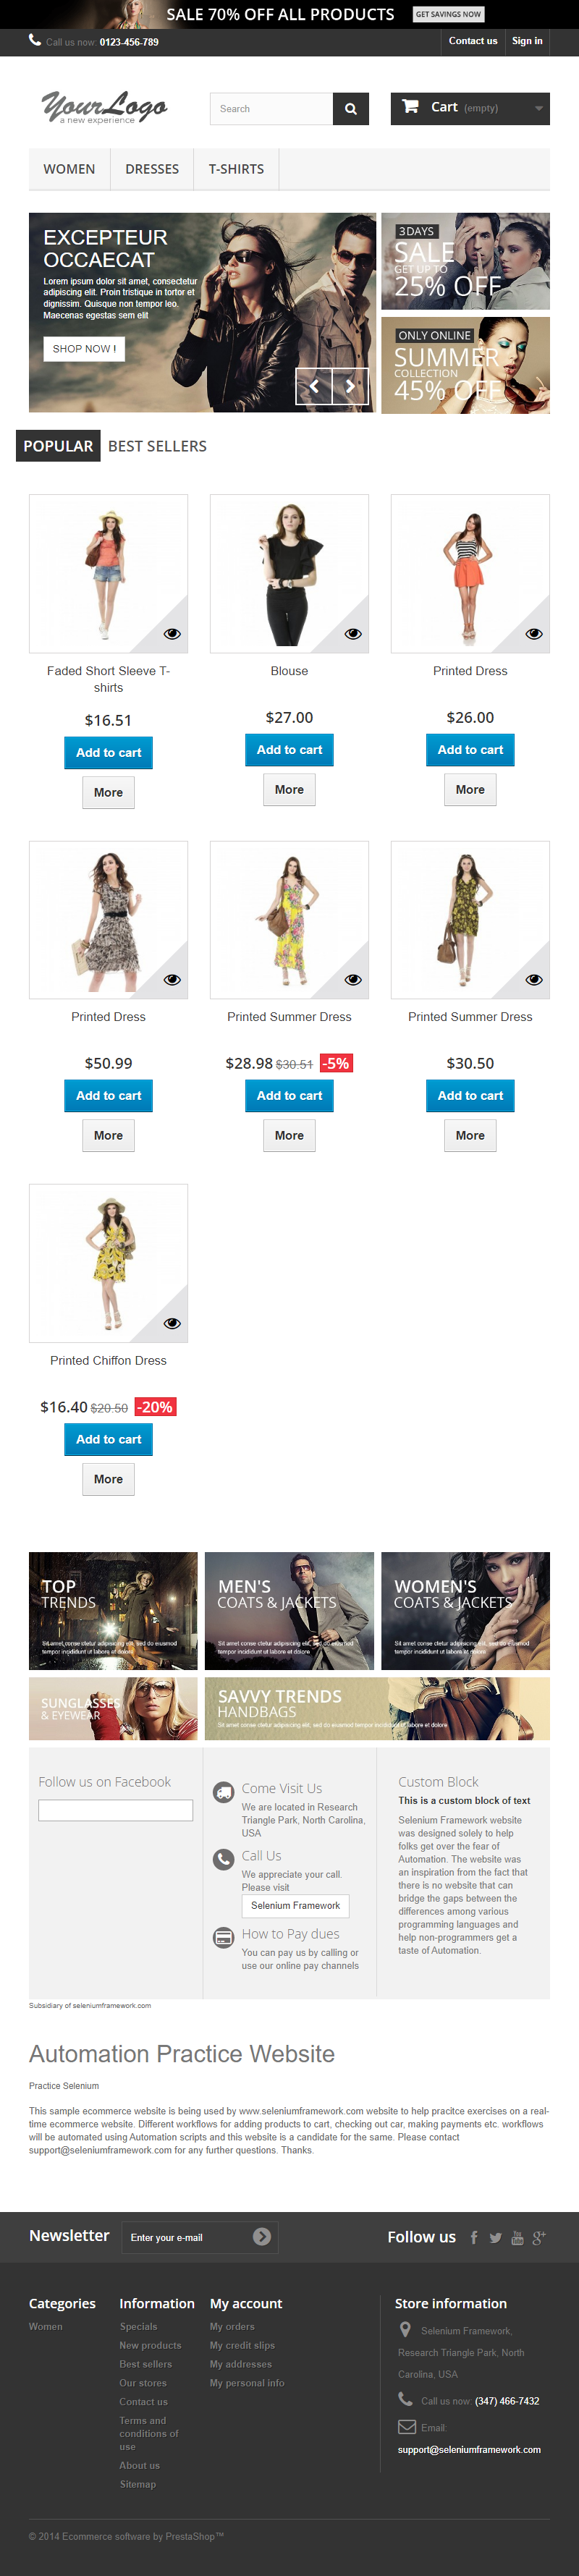 SALE 70% OFF ALL PRODUCTS GET SAVINGS NOW
Call us now: 0123-456-789 Contact us Sign in
YourLogo
a new experience
Search
Cart (empty)
WOMEN DRESSES T-SHIRTS
EXCEPTEUR
OCCAECAT
Lorem ipsum dolor sit amet, consectetur
adipiscing elit. Proin tristique in tortor et
dignissim. Quisque non tempor leo.
Maecenas egestas sem elit
SHOP NOW !
3DAYS
SALE
GET UP TO
25% OFF
ONLY ONLINE
SUMMER
COLLECTION
45% OFF
POPULAR BEST SELLERS
Faded Short Sleeve T-
shirts
$16.51
Add to cart
More
Blouse
$27.00
Add to cart
More
Printed Dress
$26.00
Add to cart
More
Printed Dress
$50.99
Add to cart
More
Printed Summer Dress
$28.98 $30.51 -5%
Add to cart
More
Printed Summer Dress
$30.50
Add to cart
More
Printed Chiffon Dress
$16.40 $20.50 -20%
Add to cart
More
TOP
TRENDS
Sit amet conse ctetur adipisicing elit, sed do eiusmod
tempor incididunt ut labore et dolore
MEN'S
COATS & JACKETS
Sit amet conse ctetur adipisicing elit, sed do eiusmod
tempor incididunt ut labore et dolore
WOMEN'S
COATS & JACKETS
Sit amet conse ctetur adipisicing elit, sed do eiusmod
tempor incididunt ut labore et dolore
SUNGLASSES
& EYEWEAR
SAVVY TRENDS
HANDBAGS
Sit amet conse ctetur adipisicing elit, sed do eiusmod tempor incididunt ut labore et dolore
Follow us on Facebook
Come Visit Us
We are located in Research
Triangle Park, North Carolina,
USA
Call Us
We appreciate your call.
Please visit
Selenium Framework
How to Pay dues
You can pay us by calling or
use our online pay channels
Custom Block
This is a custom block of text
Selenium Framework website
was designed solely to help
folks get over the fear of
Automation. The website was
an inspiration from the fact that
there is no website that can
bridge the gaps between the
differences among various
programming languages and
help non-programmers get a
taste of Automation.
Subsidiary of seleniumframework.com
Automation Practice Website
Practice Selenium
This sample ecommerce website is being used by www.seleniumframework.com website to help pracitce exercises on a real-
time ecommerce website. Different workflows for adding products to cart, checking out car, making payments etc. workflows
will be automated using Automation scripts and this website is a candidate for the same. Please contact
support@seleniumframework.com for any further questions. Thanks.
Newsletter Enter your e-mail Follow us
Categories
Women
Information
Specials
New products
Best sellers
Our stores
Contact us
Terms and
conditions of
use
About us
Sitemap
My account
My orders
My credit slips
My addresses
My personal info
Store information
Selenium Framework,
Research Triangle Park, North
Carolina, USA
Call us now: (347) 466-7432
Email:
support@seleniumframework.com
© 2014 Ecommerce software by PrestaShop™